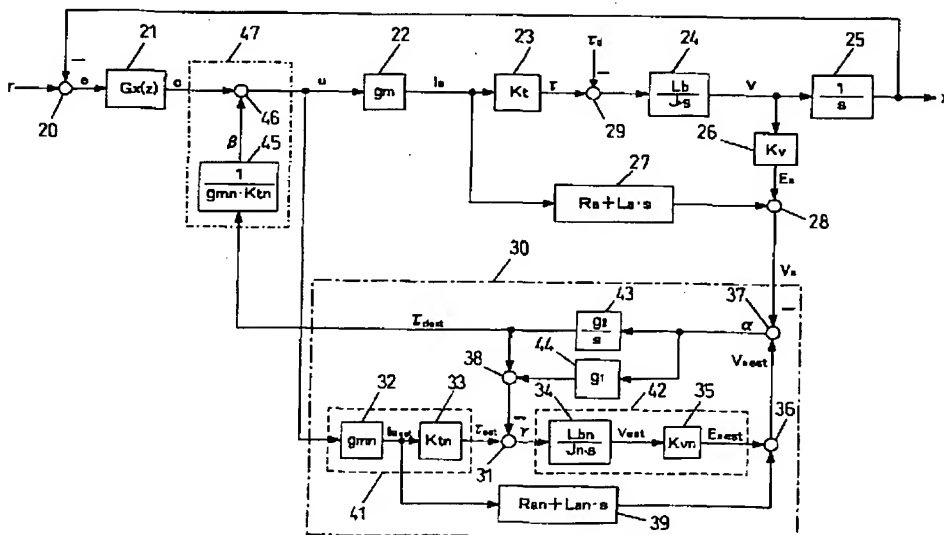 21
47
22
23
τd
24
25
r
e
Gx(z)
c
u
gm
Ia
Kt
τ
Lb
J·s
v
1
s
x
20
46
29
26
Kv
β
45
27
Ea
1
gmn·Ktn
Ra+La·s
28
30
Va
43
37
τdest
g2
s
α
44
Vaest
38
g1
42
32
33
34
35
36
Iaest
γ
gmn
Ktn
τest
Lbn
Jn·s
vest
Kvn
Eaest
31
41
Ran+Lan·s
39